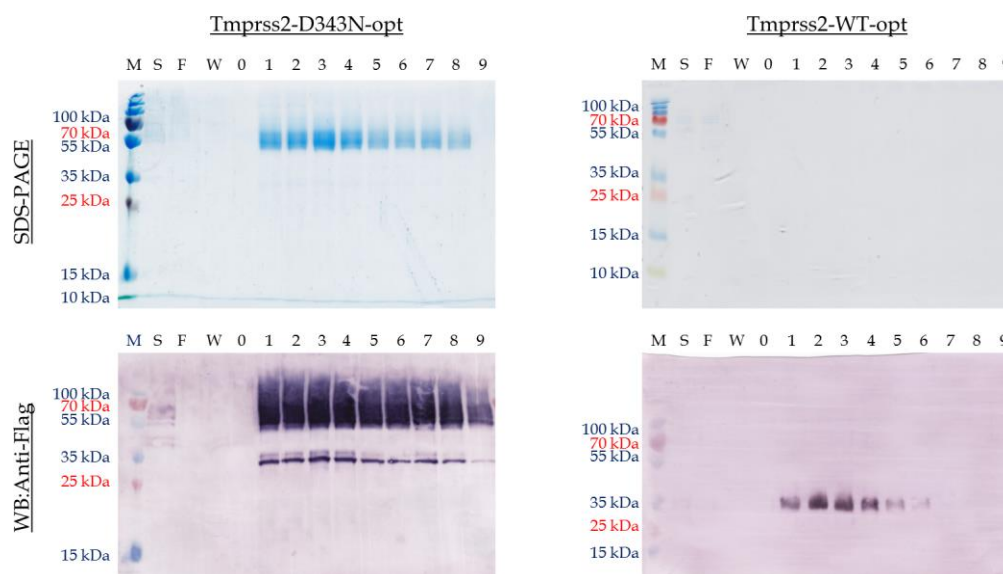 Tmprss2-D343N-opt
Tmprss2-WT-opt
M S F W 0 1 2 3 4 5 6 7 8 9
M S F W 0 1 2 3 4 5 6 7 8 9
SDS-PAGE
100 kDa
70 kDa
55 kDa
35 kDa
25 kDa
15 kDa
10 kDa
100 kDa
70 kDa
55 kDa
35 kDa
25 kDa
15 kDa
10 kDa
M S F W 0 1 2 3 4 5 6 7 8 9
M S F W 0 1 2 3 4 5 6 7 8 9
WB:Anti-Flag
100 kDa
70 kDa
55 kDa
35 kDa
25 kDa
15 kDa
100 kDa
70 kDa
55 kDa
35 kDa
25 kDa
15 kDa